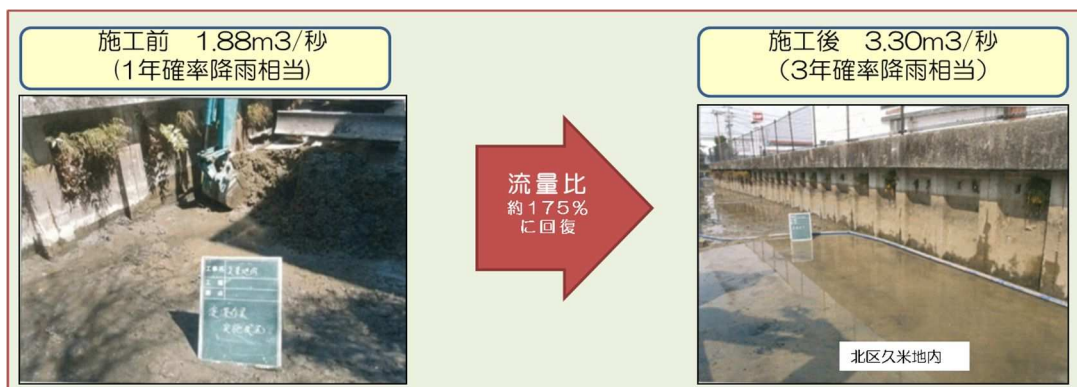 施工前　1.88m3/秒
(1年確率降雨相当)
施工後　3.30m3/秒
（3年確率降雨相当）
流量比
約175%
に回復
北区久米地内